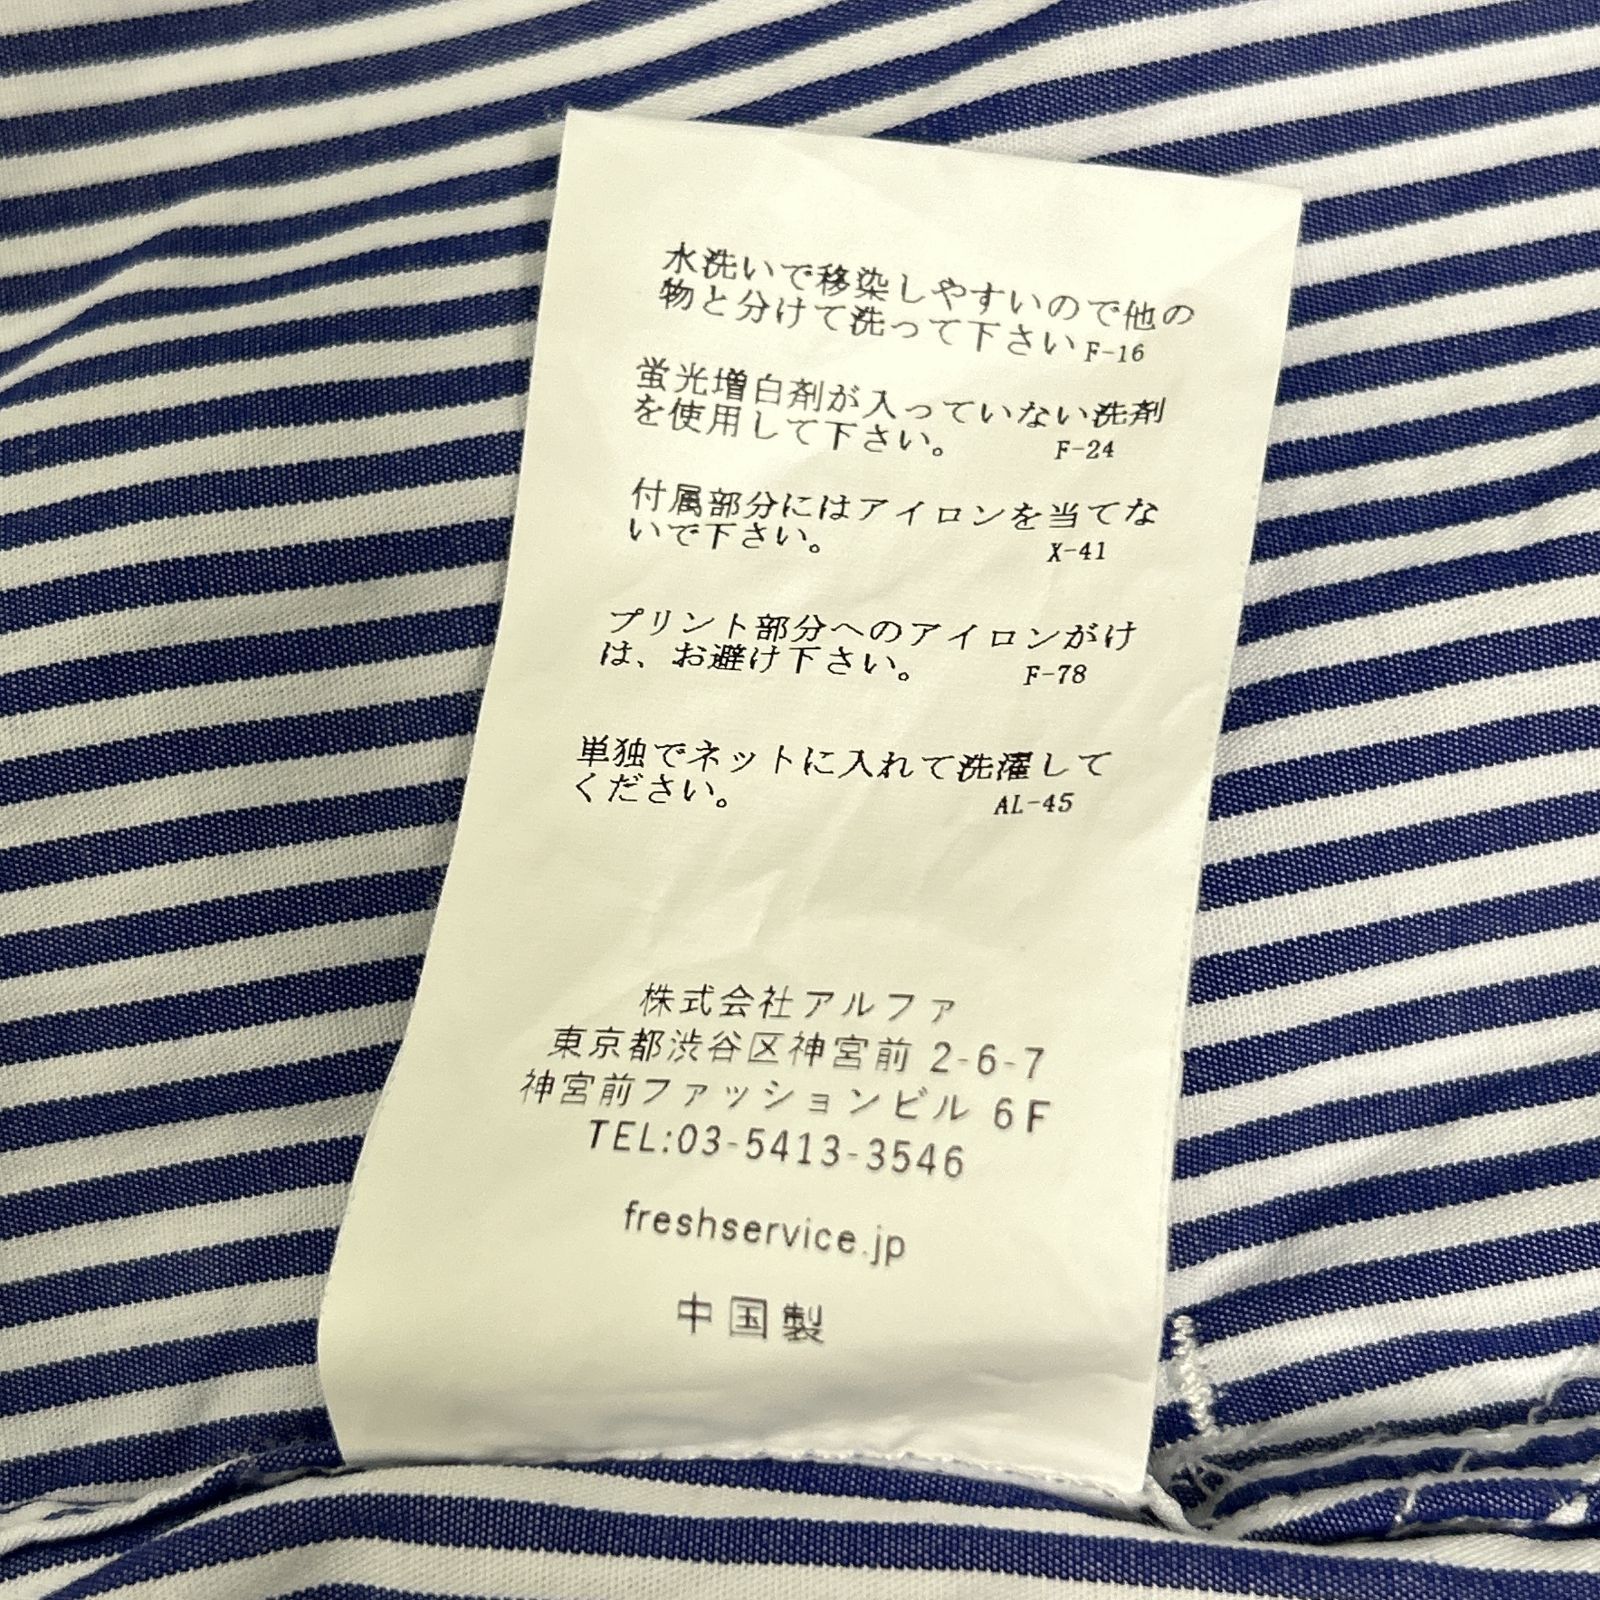 水洗いで移染しやすいので他の
物と分けて洗って下さい F-16
蛍光増白剤が入っていない洗剤
を使用して下さい。 F-24
付属部分にはアイロンを当てな
いで下さい。 X-41
プリント部分へのアイロンがけ
は、お避け下さい。 F-78
単独でネットに入れて洗濯して
ください。 AL-45
株式会社アルファ
東京都渋谷区神宮前 2-6-7
神宮前ファッションビル 6F
TEL:03-5413-3546
freshservice.jp
中国製